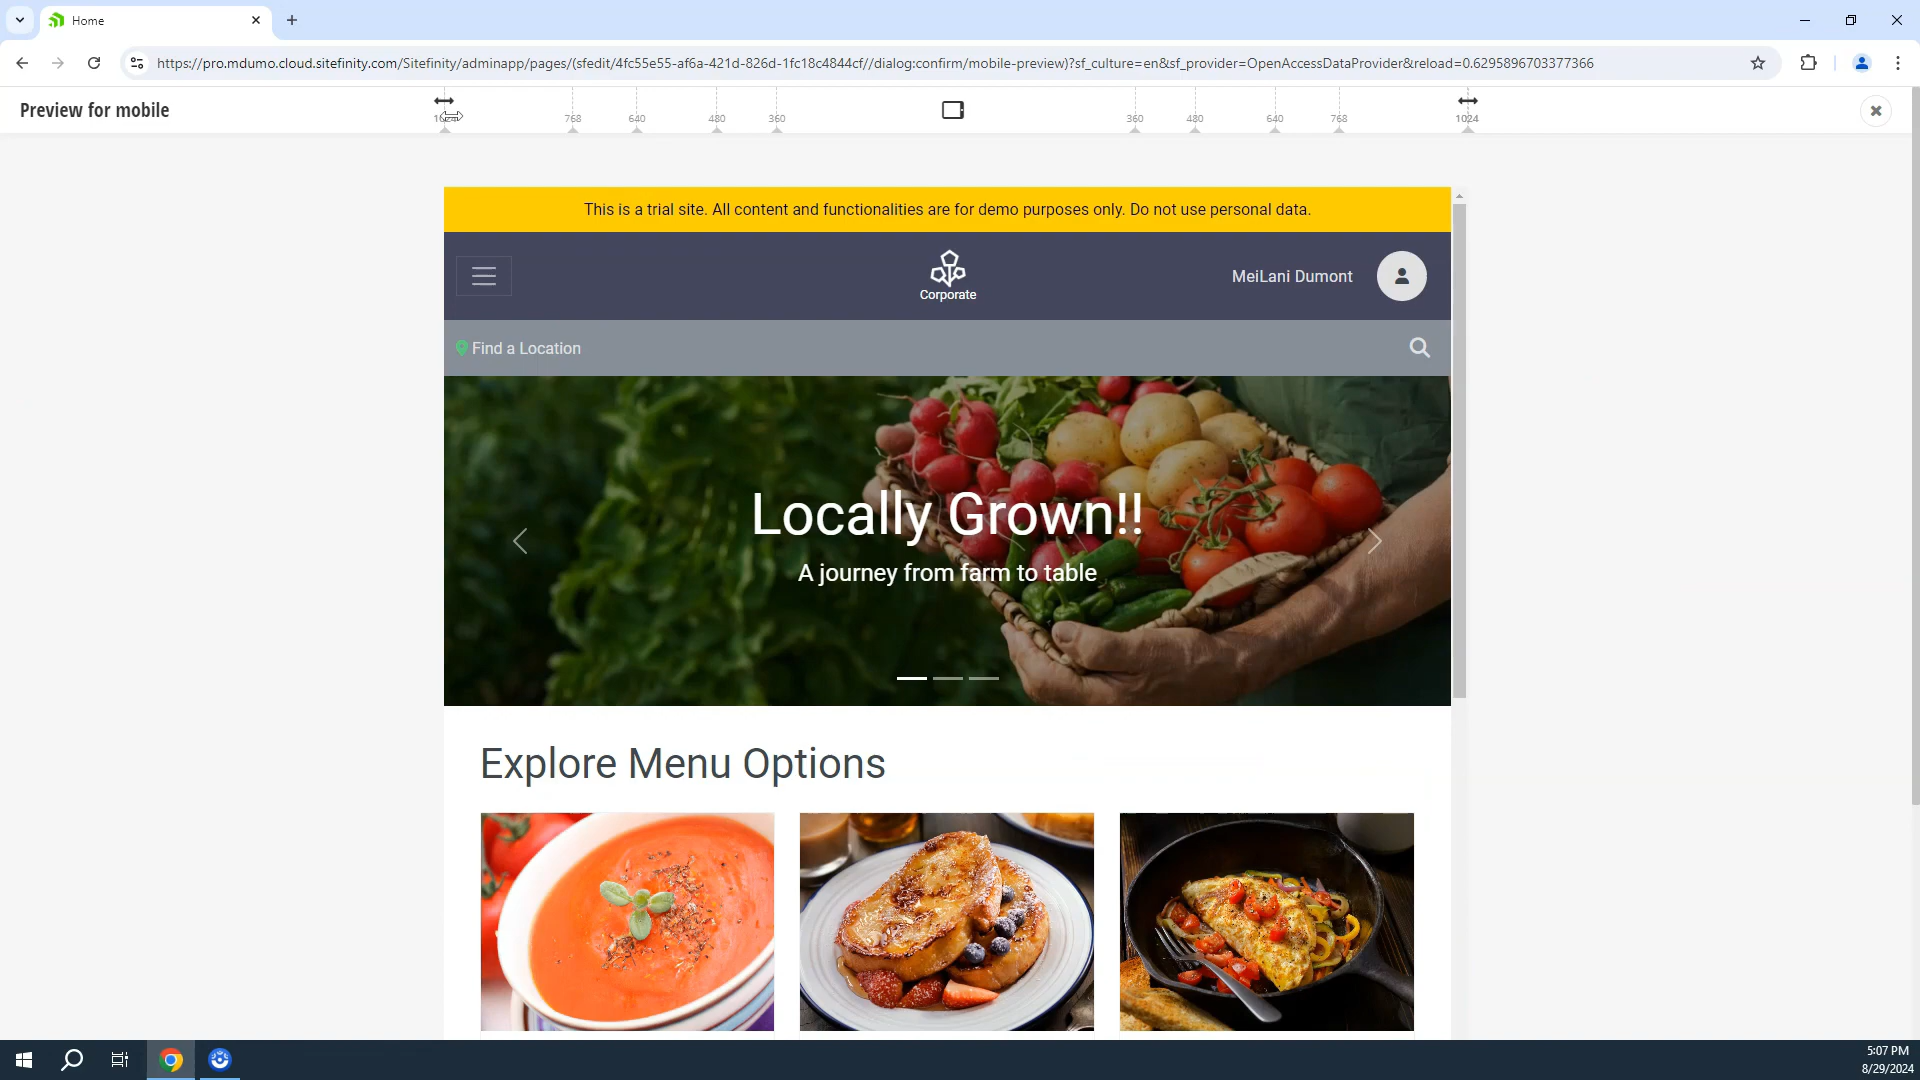 Home
https://pro.mdumo.cloud.sitefinity.com/Sitefinity/adminapp/pages/(sfedit/4fc55e55-af6a-421d-826d-1fc18c4844cf//dialog:confirm/mobile-preview)?sf_culture=en&sf_provider=OpenAccessDataProvider&reload=0.6295896703377366
Preview for mobile
768 640 480 360 360 480 640 768 1024
This is a trial site. All content and functionalities are for demo purposes only. Do not use personal data.
Corporate
MeiLani Dumont
Find a Location
Locally Grown!!
A journey from farm to table
Explore Menu Options
5:07 PM
8/29/2024